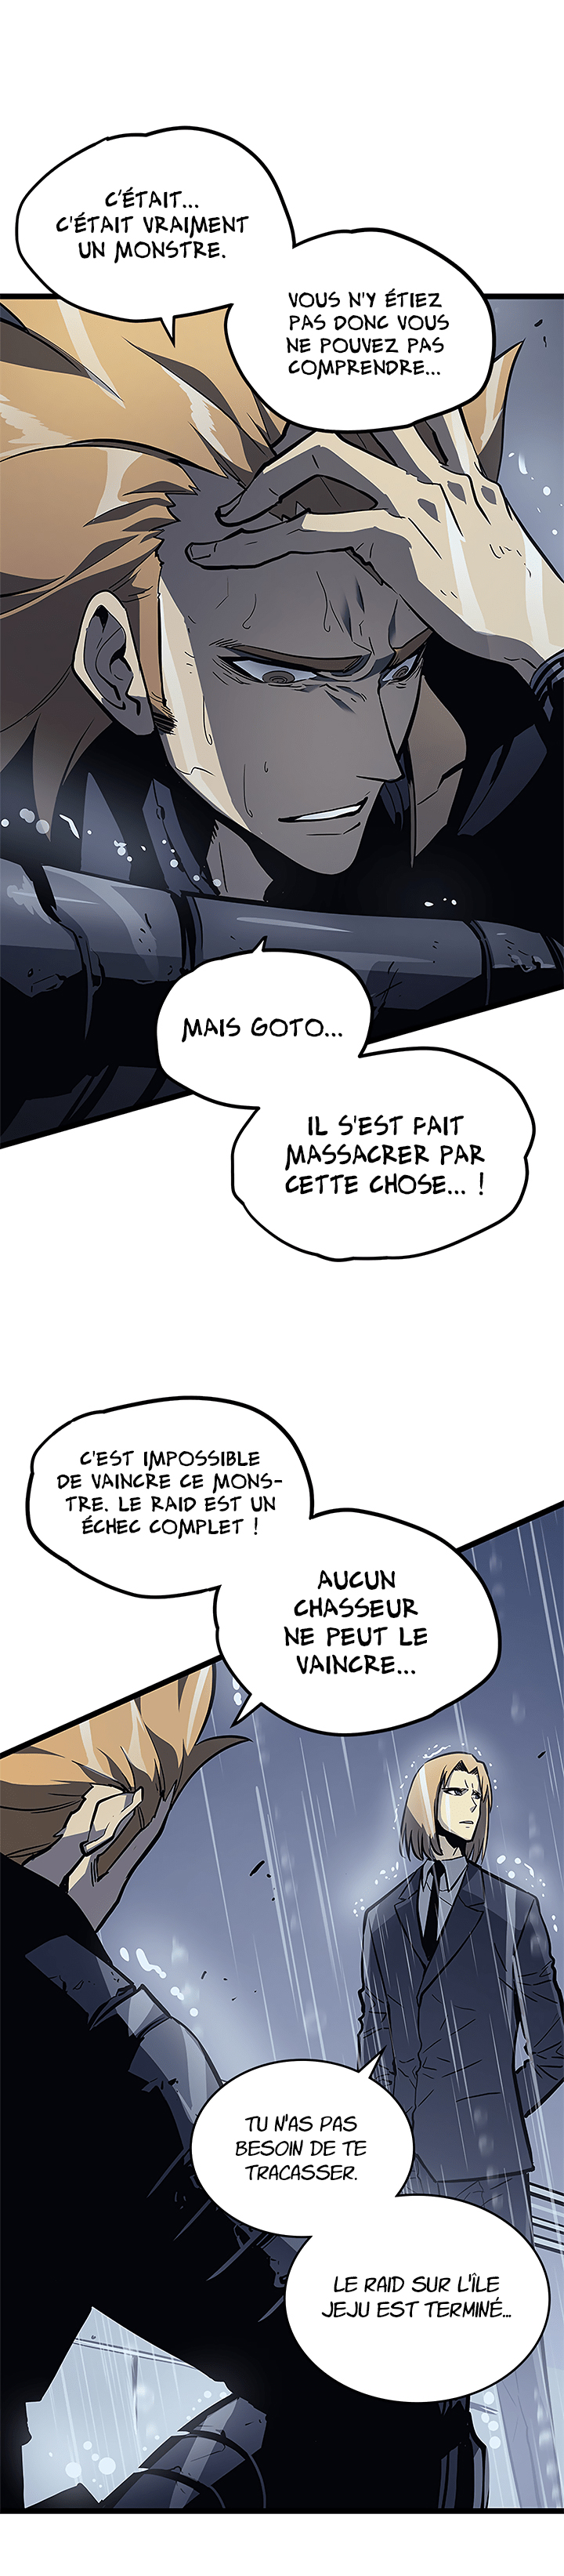 C'ÉTAIT...
C'ÉTAIT VRAIMENT
UN MONSTRE.
VOUS N'Y ÉTIEZ
PAS DONC VOUS
NE POUVEZ PAS
COMPRENDRE...
MAIS GOTO...
IL S'EST FAIT
MASSACRER PAR
CETTE CHOSE... !
C'EST IMPOSSIBLE
DE VAINCRE CE MONS-
TRE. LE RAID EST UN
ÉCHEC COMPLET !
AUCUN
CHASSEUR
NE PEUT LE
VAINCRE...
TU N'AS PAS
BESOIN DE TE
TRACASSER.
LE RAID SUR L'ÎLE
JEJU EST TERMINÉ...